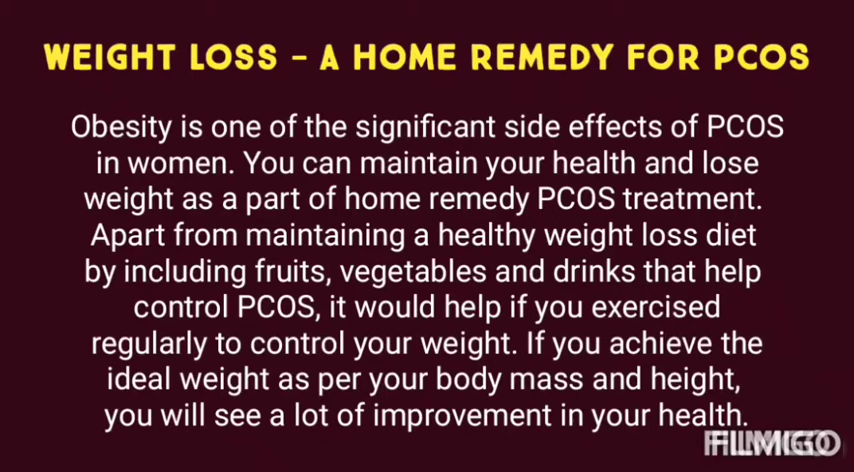 WEIGHT LOSS - A HOME REMEDY FOR PCOS
Obesity is one of the significant side effects of PCOS
in women. You can maintain your health and lose
weight as a part of home remedy PCOS treatment.
Apart from maintaining a healthy weight loss diet
by including fruits, vegetables and drinks that help
control PCOS, it would help if you exercised
regularly to control your weight. If you achieve the
ideal weight as per your body mass and height,
you will see a lot of improvement in your health.
FILMIGO